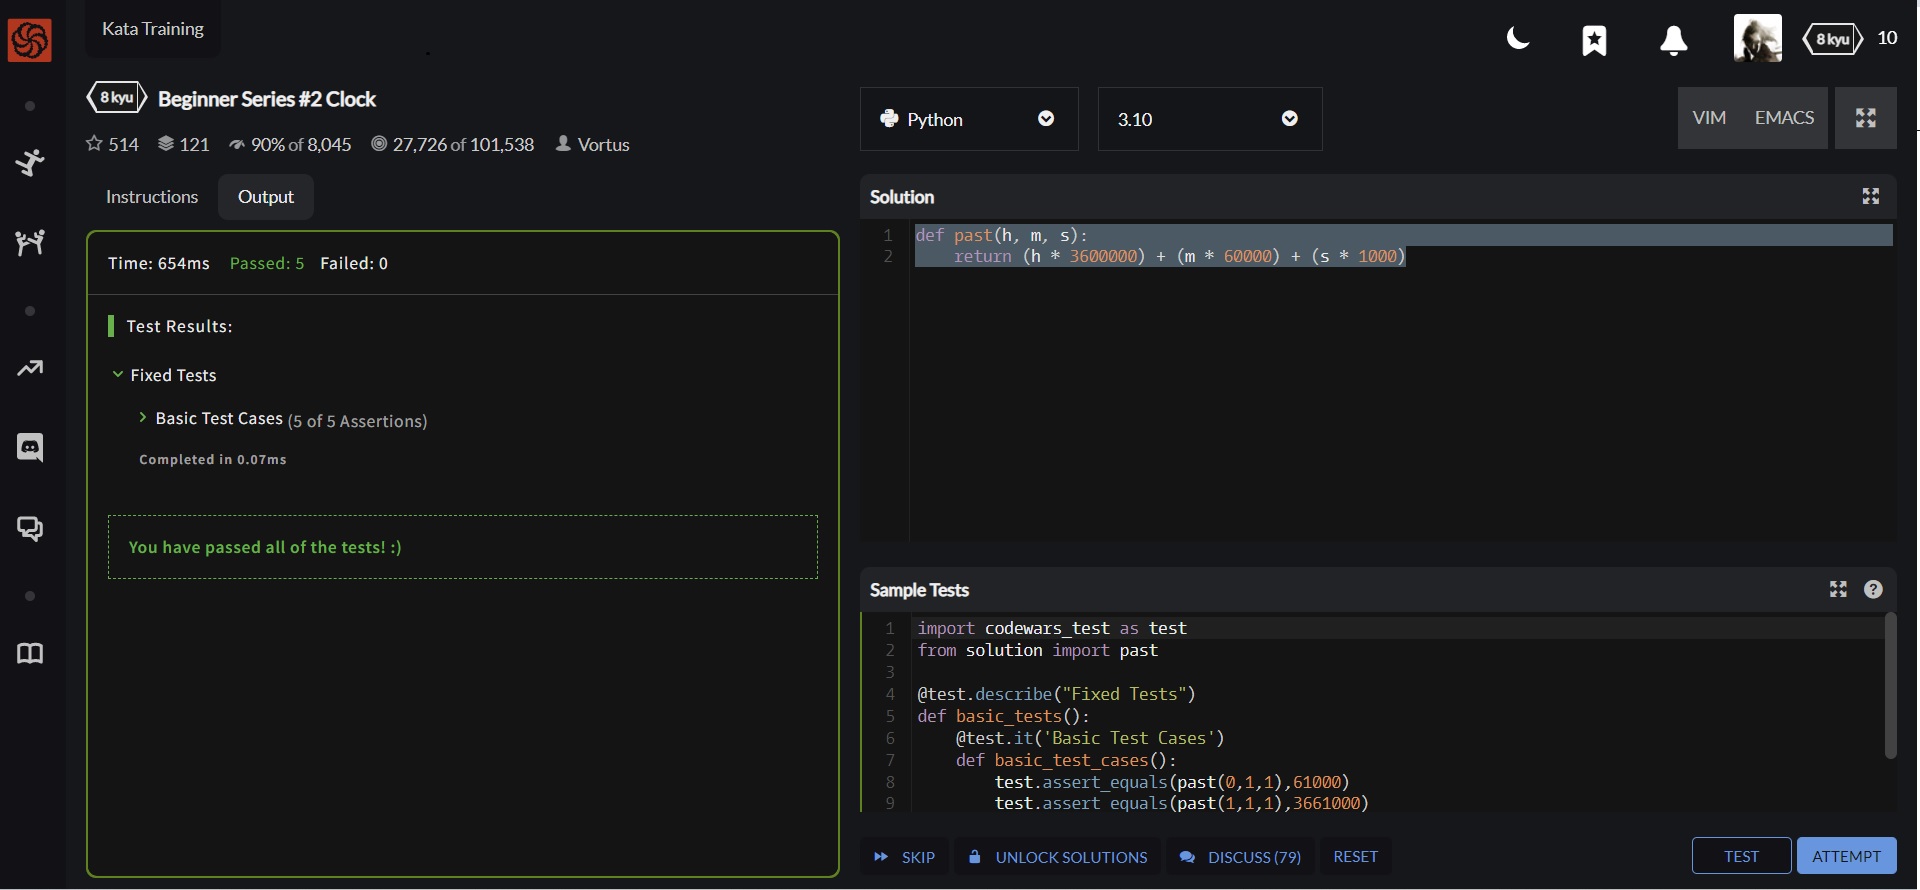 Kata Training
8 kyu 10
8 kyu Beginner Series #2 Clock
514 121 90% of 8,045 27,726 of 101,538 Vortus
Python 3.10 VIM EMACS
Instructions Output
Time: 654ms Passed: 5 Failed: 0
Test Results:
Fixed Tests
Basic Test Cases (5 of 5 Assertions)
Completed in 0.07ms
You have passed all of the tests! :)
Solution
1 def past(h, m, s):
2 return (h * 3600000) + (m * 60000) + (s * 1000)
Sample Tests ?
1 import codewars_test as test
2 from solution import past
3
4 @test.describe("Fixed Tests")
5 def basic_tests():
6 @test.it('Basic Test Cases')
7 def basic_test_cases():
8 test.assert_equals(past(0,1,1),61000)
9 test.assert equals(past(1,1,1),3661000)
SKIP UNLOCK SOLUTIONS DISCUSS (79) RESET TEST ATTEMPT